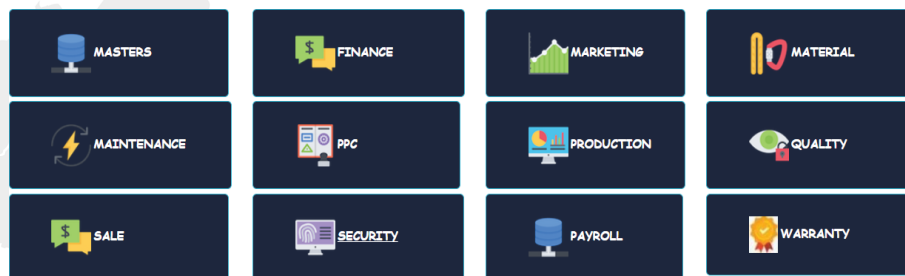 MASTERS
FINANCE
MARKETING
MATERIAL
MAINTENANCE
PPC
PRODUCTION
QUALITY
SALE
SECURITY
PAYROLL
WARRANTY